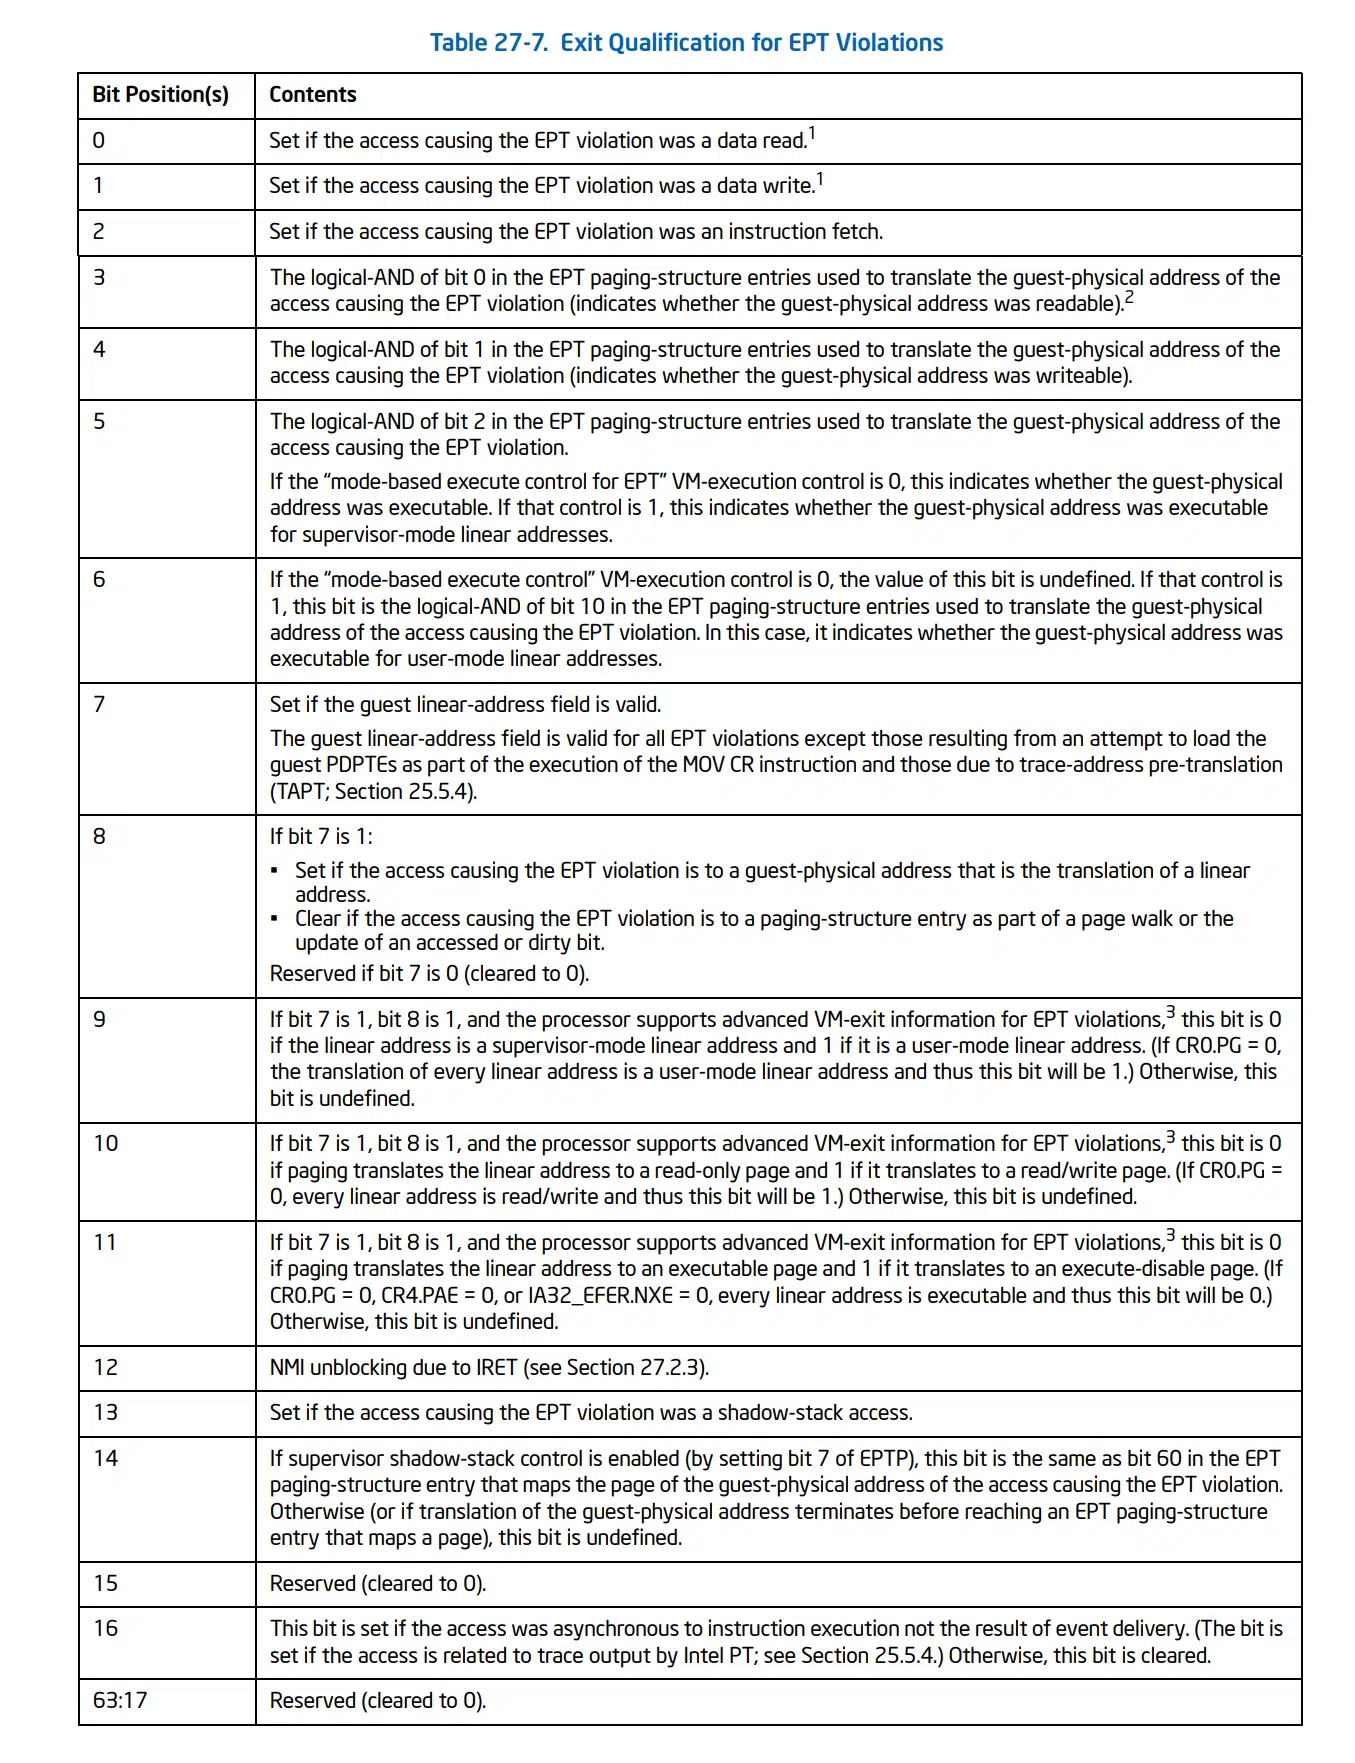 Table 27-7. Exit Qualification for EPT Violations
Bit Position(s) Contents
0 Set if the access causing the EPT violation was a data read.1
1 Set if the access causing the EPT violation was a data write.1
2 Set if the access causing the EPT violation was an instruction fetch.
3 The logical-AND of bit 0 in the EPT paging-structure entries used to translate the guest-physical address of the
access causing the EPT violation (indicates whether the guest-physical address was readable).2
4 The logical-AND of bit 1 in the EPT paging-structure entries used to translate the guest-physical address of the
access causing the EPT violation (indicates whether the guest-physical address was writeable).
5 The logical-AND of bit 2 in the EPT paging-structure entries used to translate the guest-physical address of the
access causing the EPT violation.
If the “mode-based execute control for EPT” VM-execution control is 0, this indicates whether the guest-physical
address was executable. If that control is 1, this indicates whether the guest-physical address was executable
for supervisor-mode linear addresses.
6 If the “mode-based execute control” VM-execution control is 0, the value of this bit is undefined. If that control is
1, this bit is the logical-AND of bit 10 in the EPT paging-structure entries used to translate the guest-physical
address of the access causing the EPT violation. In this case, it indicates whether the guest-physical address was
executable for user-mode linear addresses.
7 Set if the guest linear-address field is valid.
The guest linear-address field is valid for all EPT violations except those resulting from an attempt to load the
guest PDPTEs as part of the execution of the MOV CR instruction and those due to trace-address pre-translation
(TAPT; Section 25.5.4).
8 If bit 7 is 1:
▪ Set if the access causing the EPT violation is to a guest-physical address that is the translation of a linear
address.
▪ Clear if the access causing the EPT violation is to a paging-structure entry as part of a page walk or the
update of an accessed or dirty bit.
Reserved if bit 7 is 0 (cleared to 0).
9 If bit 7 is 1, bit 8 is 1, and the processor supports advanced VM-exit information for EPT violations,3 this bit is 0
if the linear address is a supervisor-mode linear address and 1 if it is a user-mode linear address. (If CR0.PG = 0,
the translation of every linear address is a user-mode linear address and thus this bit will be 1.) Otherwise, this
bit is undefined.
10 If bit 7 is 1, bit 8 is 1, and the processor supports advanced VM-exit information for EPT violations,3 this bit is 0
if paging translates the linear address to a read-only page and 1 if it translates to a read/write page. (If CR0.PG =
0, every linear address is read/write and thus this bit will be 1.) Otherwise, this bit is undefined.
11 If bit 7 is 1, bit 8 is 1, and the processor supports advanced VM-exit information for EPT violations,3 this bit is 0
if paging translates the linear address to an executable page and 1 if it translates to an execute-disable page. (If
CR0.PG = 0, CR4.PAE = 0, or IA32_EFER.NXE = 0, every linear address is executable and thus this bit will be 0.)
Otherwise, this bit is undefined.
12 NMI unblocking due to IRET (see Section 27.2.3).
13 Set if the access causing the EPT violation was a shadow-stack access.
14 If supervisor shadow-stack control is enabled (by setting bit 7 of EPTP), this bit is the same as bit 60 in the EPT
paging-structure entry that maps the page of the guest-physical address of the access causing the EPT violation.
Otherwise (or if translation of the guest-physical address terminates before reaching an EPT paging-structure
entry that maps a page), this bit is undefined.
15 Reserved (cleared to 0).
16 This bit is set if the access was asynchronous to instruction execution not the result of event delivery. (The bit is
set if the access is related to trace output by Intel PT; see Section 25.5.4.) Otherwise, this bit is cleared.
63:17 Reserved (cleared to 0).